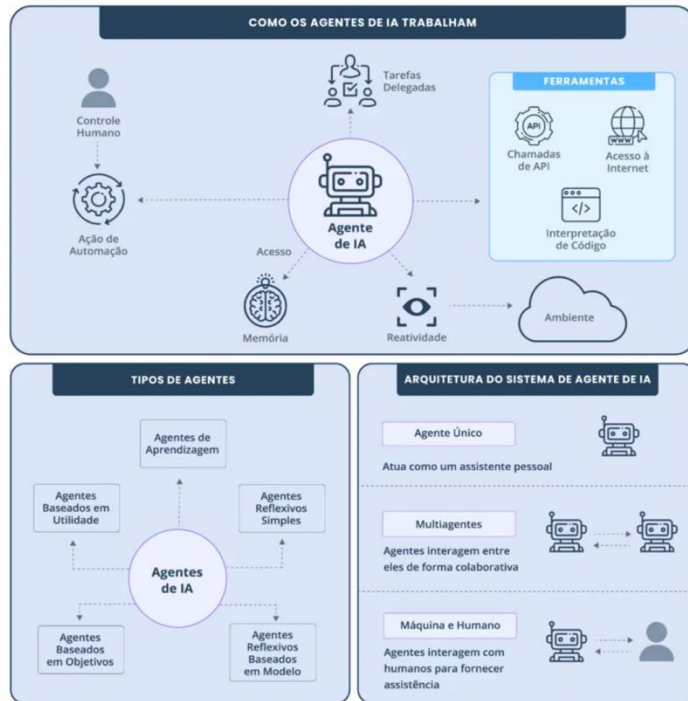 COMO OS AGENTES DE IA TRABALHAM
Controle
Humano
Tarefas
Delegadas
FERRAMENTAS
API
WWW
Chamadas
de API
Acesso à
Internet
</>
Interpretação
de Código
Agente
de IA
Ação de
Automação
Acesso
Memória
Reatividade
Ambiente
TIPOS DE AGENTES
Agentes de
Aprendizagem
Agentes
Baseados em
Utilidade
Agentes
Reflexivos
Simples
Agentes
de IA
Agentes
Baseados
em Objetivos
Agentes
Reflexivos
Baseados
em Modelo
ARQUITETURA DO SISTEMA DE AGENTE DE IA
Agente Único
Atua como um assistente pessoal
Multiagentes
Agentes interagem entre
eles de forma colaborativa
Máquina e Humano
Agentes interagem com
humanos para fornecer
assistência